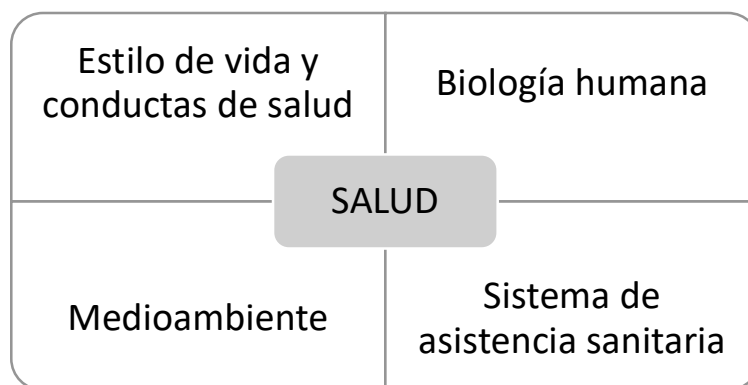 Estilo de vida y
conductas de salud
Biología humana
SALUD
Medioambiente
Sistema de
asistencia sanitaria